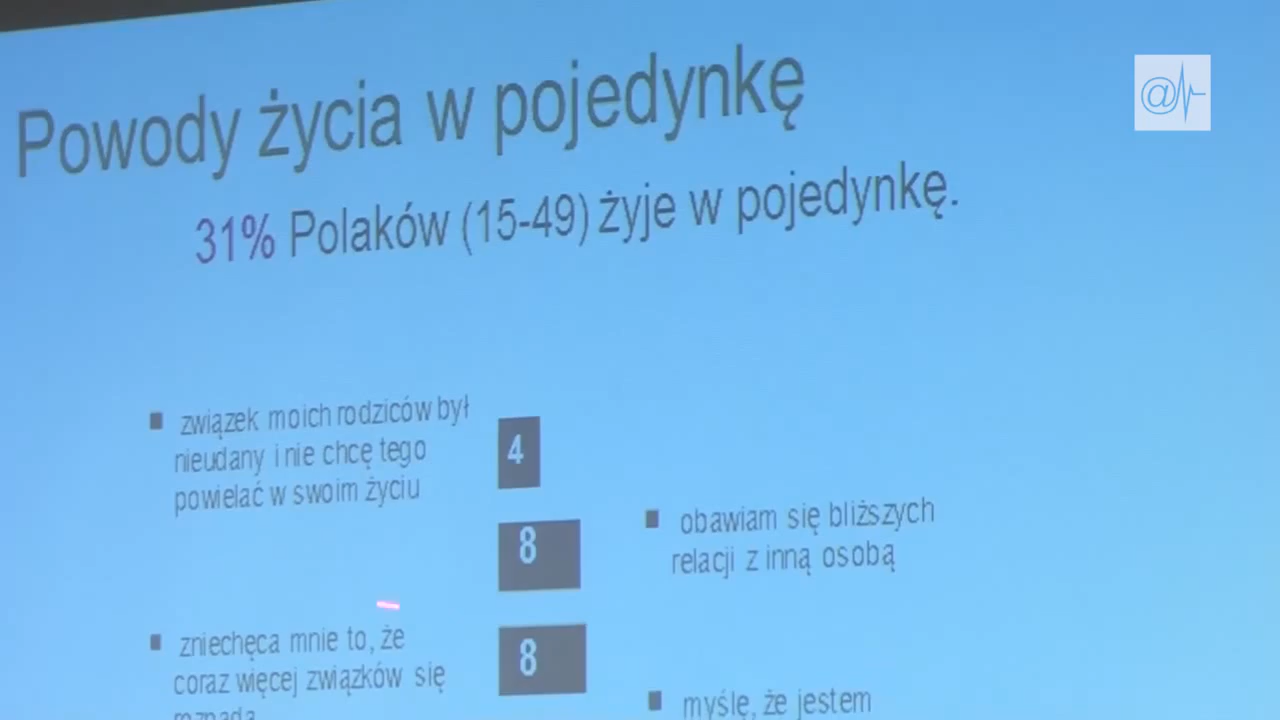 Powody życia w pojedynkę
31% Polaków (15-49) żyje w pojedynkę.
▪ związek moich rodziców był
nieudany i nie chcę tego
powielać w swoim życiu
4
8
▪ obawiam się bliższych
relacji z inną osobą
▪ zniechęca mnie to, że
coraz więcej związków się
8
▪ myślę, że jestem